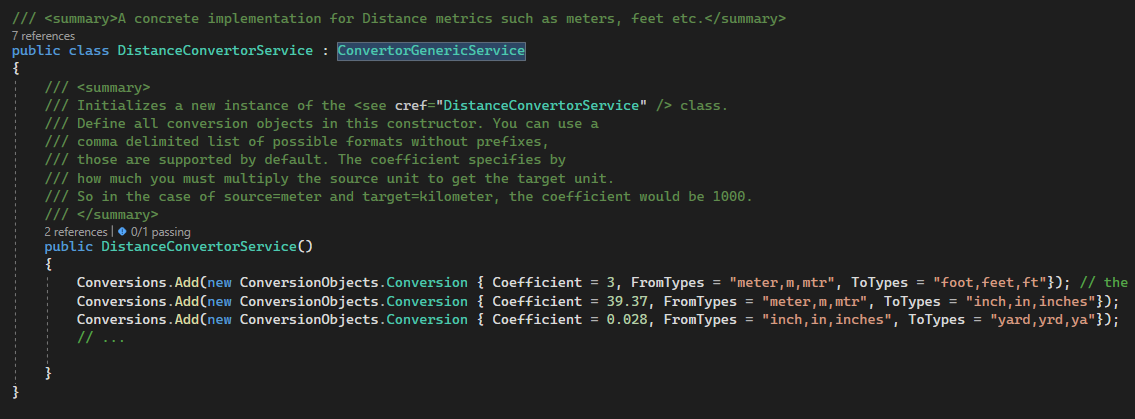 /// <summary>A concrete implementation for Distance metrics such as meters, feet etc.</summary>
7 references
public class DistanceConvertorService : ConvertorGenericService
{
/// <summary>
/// Initializes a new instance of the <see cref="DistanceConvertorService" /> class.
/// Define all conversion objects in this constructor. You can use a
/// comma delimited list of possible formats without prefixes,
/// those are supported by default. The coefficient specifies by
/// how much you must multiply the source unit to get the target unit.
/// So in the case of source=meter and target=kilometer, the coefficient would be 1000.
/// </summary>
2 references | 0/1 passing
public DistanceConvertorService()
{
Conversions.Add(new ConversionObjects.Conversion { Coefficient = 3, FromTypes = "meter,m,mtr", ToTypes = "foot,feet,ft"}); // the
Conversions.Add(new ConversionObjects.Conversion { Coefficient = 39.37, FromTypes = "meter,m,mtr", ToTypes = "inch,in,inches"});
Conversions.Add(new ConversionObjects.Conversion { Coefficient = 0.028, FromTypes = "inch,in,inches", ToTypes = "yard,yrd,ya"});
// ...
}
}